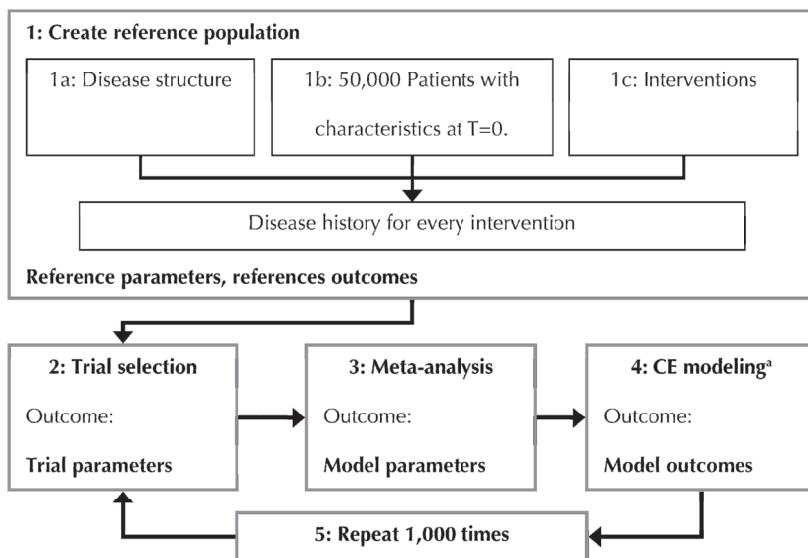 1: Create reference population
1a: Disease structure
1b: 50,000 Patients with
characteristics at T=0.
1c: Interventions
Disease history for every intervention
Reference parameters, references outcomes
2: Trial selection
Outcome:
Trial parameters
3: Meta-analysis
Outcome:
Model parameters
4: CE modelingᵃ
Outcome:
Model outcomes
5: Repeat 1,000 times